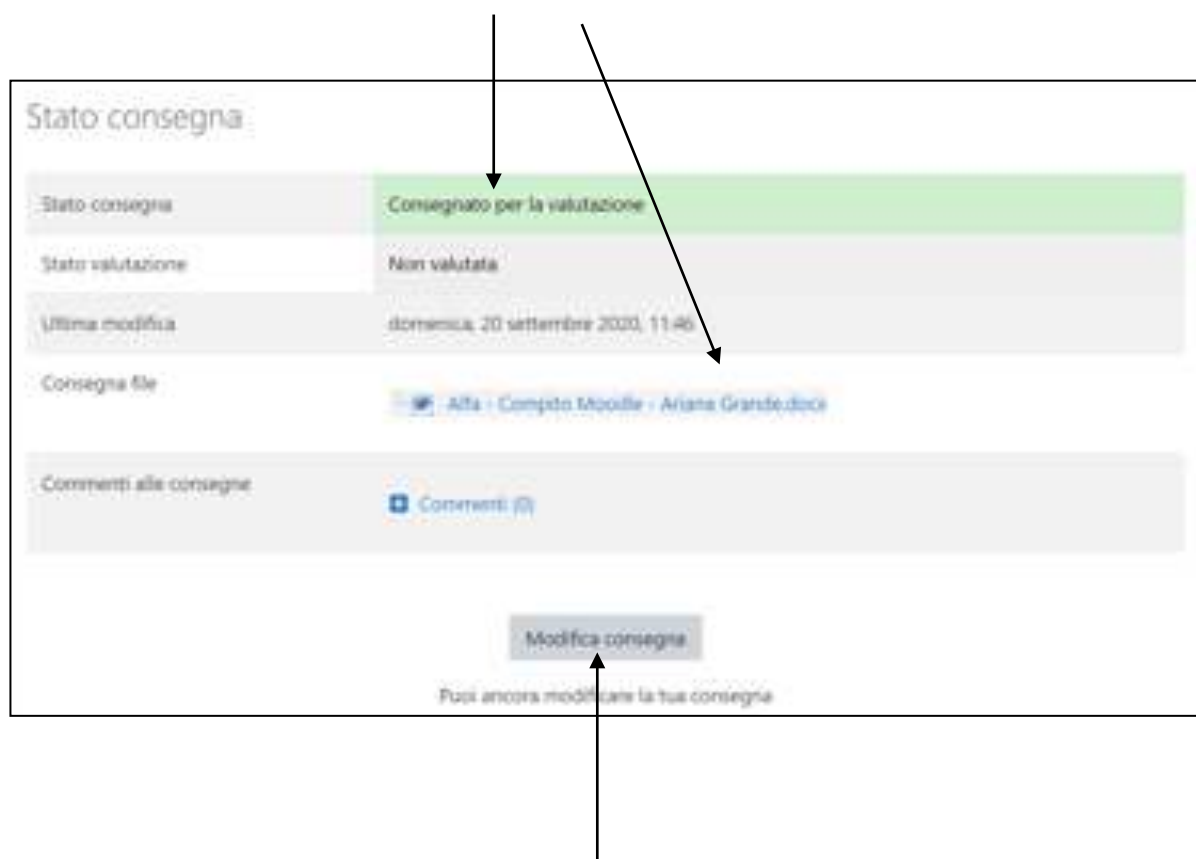 Stato consegna
Stato consegna Consegnato per la valutazione
Stato valutazione Non valutata
Ultima modifica domenica, 20 settembre 2020, 11:46
Consegna file Alfa - Compito Moodle - Ariana Grande.docx
Commenti alle consegne Commenti (0)
Modifica consegna
Puoi ancora modificare la tua consegna